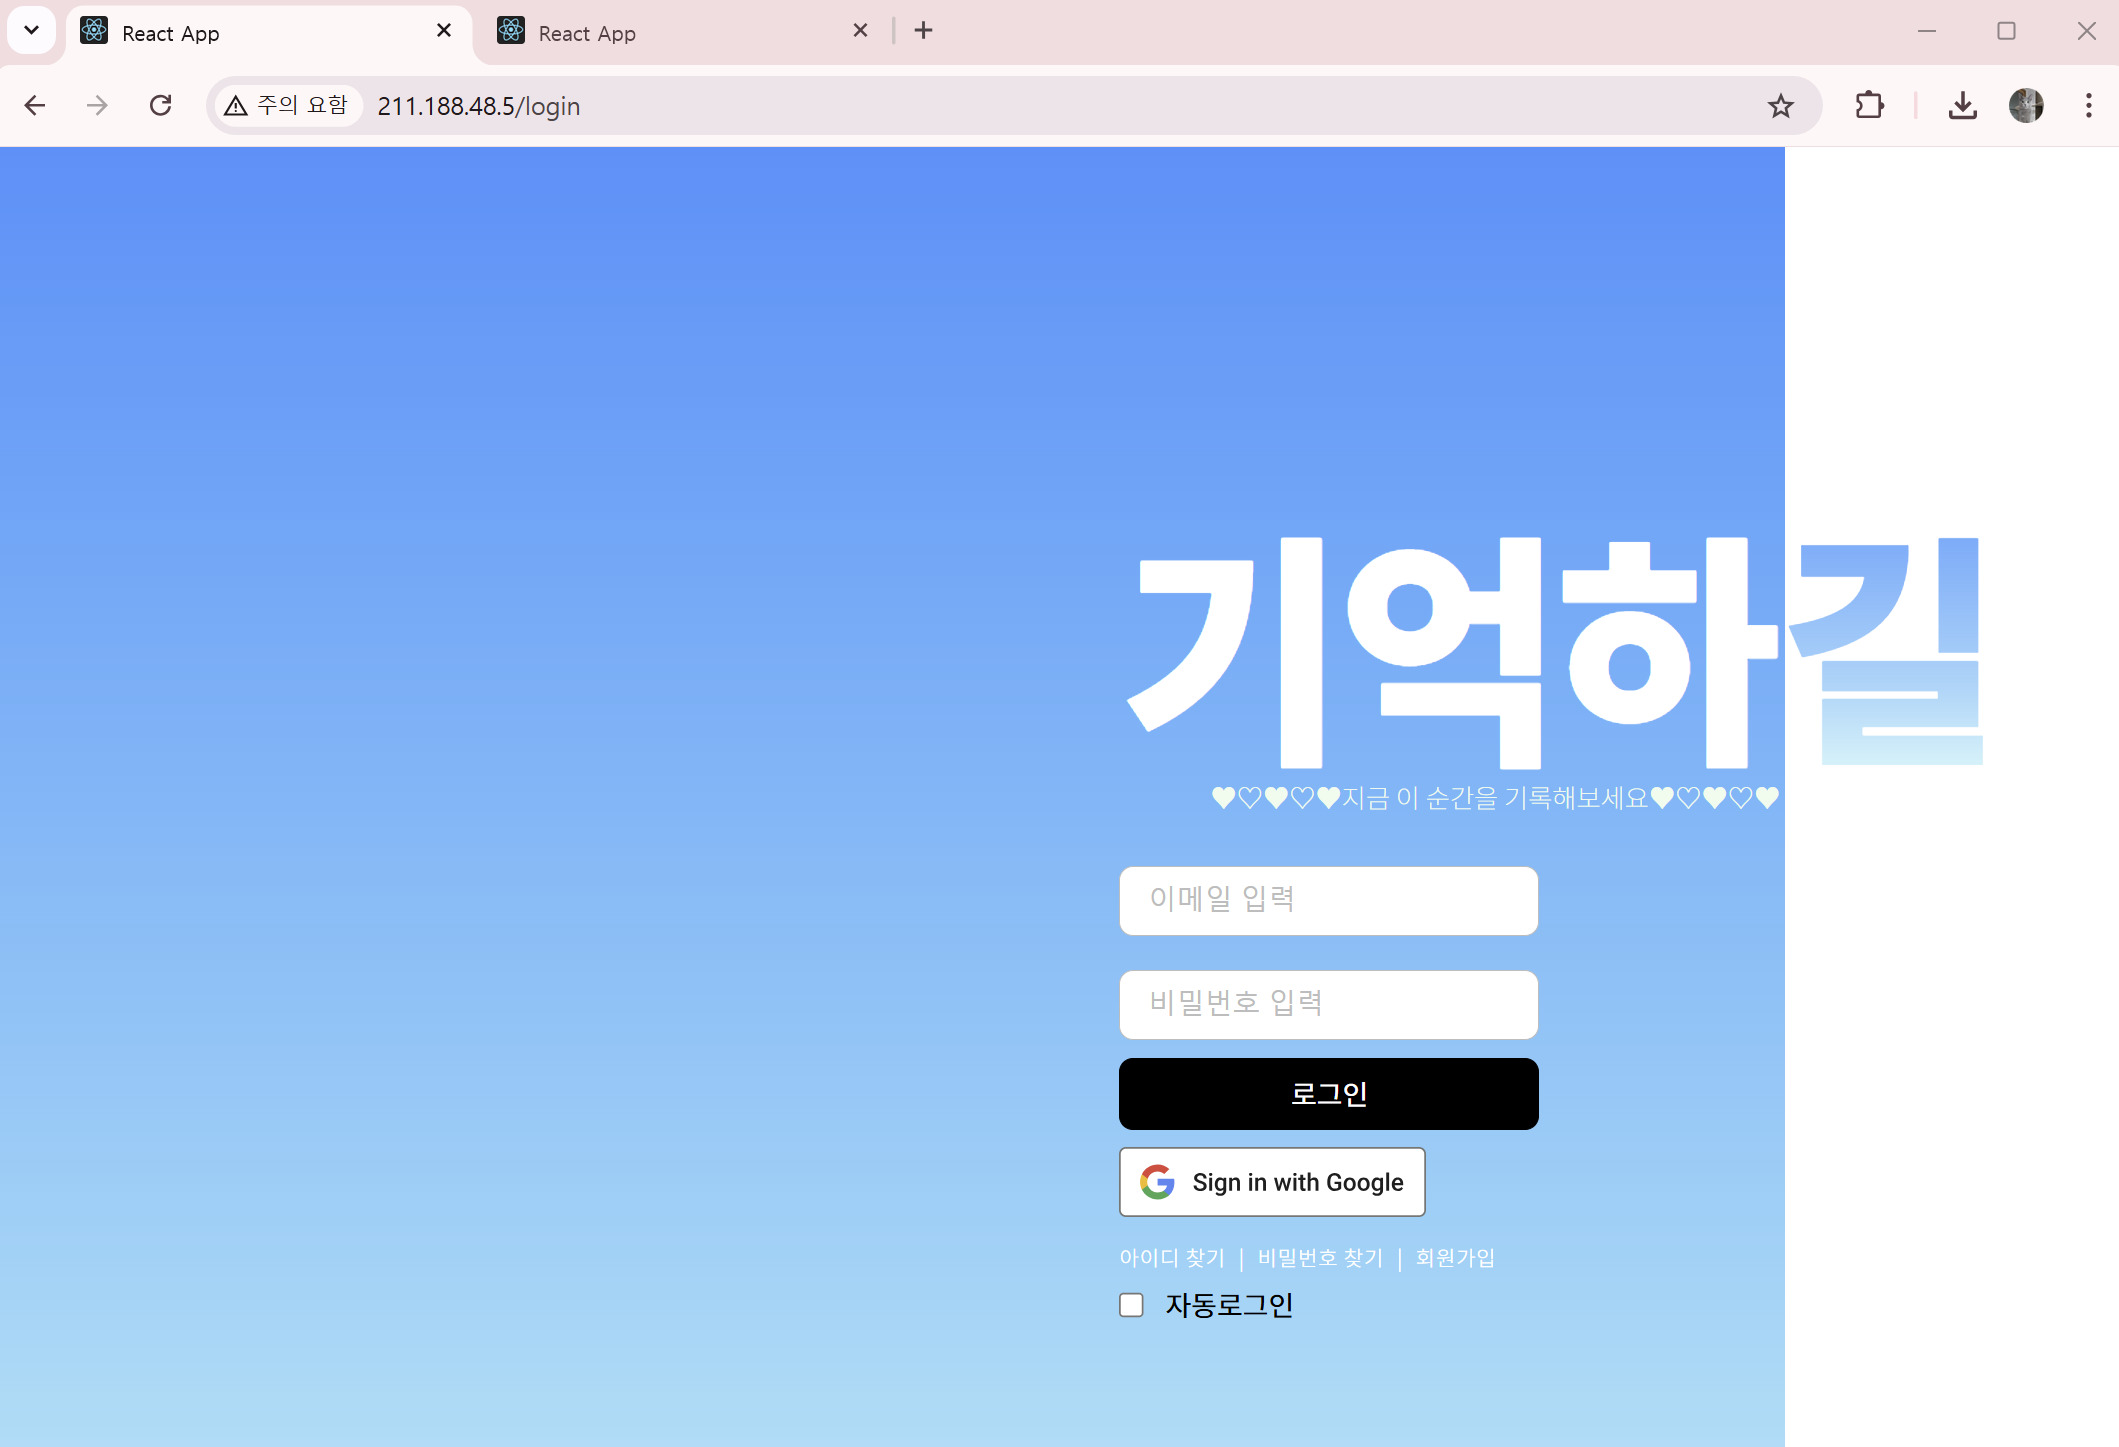 React App
React App
주의 요함 211.188.48.5/login
기억하길
♥♡♥♡♥지금 이 순간을 기록해보세요♥♡♥♡♥
이메일 입력
비밀번호 입력
로그인
Sign in with Google
아이디 찾기 | 비밀번호 찾기 | 회원가입
자동로그인